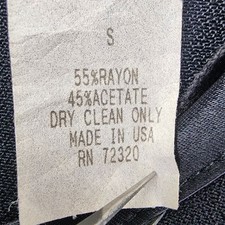 S
55%RAYON
45%ACETATE
DRY CLEAN ONLY
MADE IN USA
RN 72320